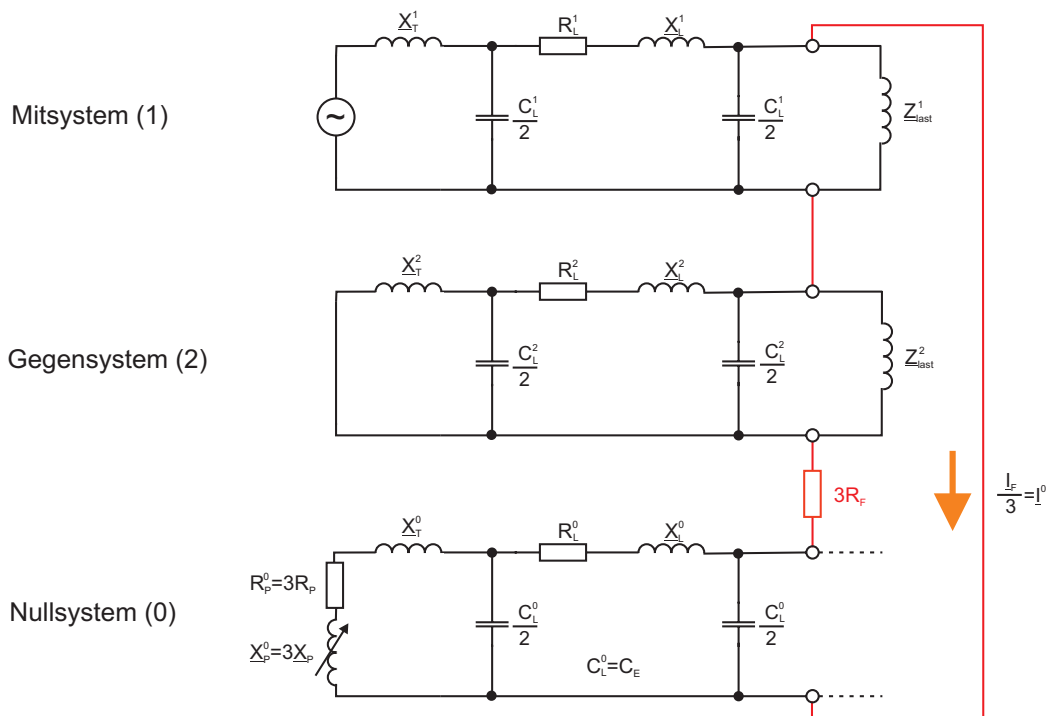 X_T^1
R_L^1
X_L^1
Mitsystem (1)
~
C_L^1/2
C_L^1/2
Z_last^1
X_T^2
R_L^2
X_L^2
Gegensystem (2)
C_L^2/2
C_L^2/2
Z_last^2
3R_F
I_F/3=I^0
X_T^0
R_L^0
X_L^0
R_P^0=3R_P
Nullsystem (0)
C_L^0/2
C_L^0/2
X_P^0=3X_P
C_L^0=C_E